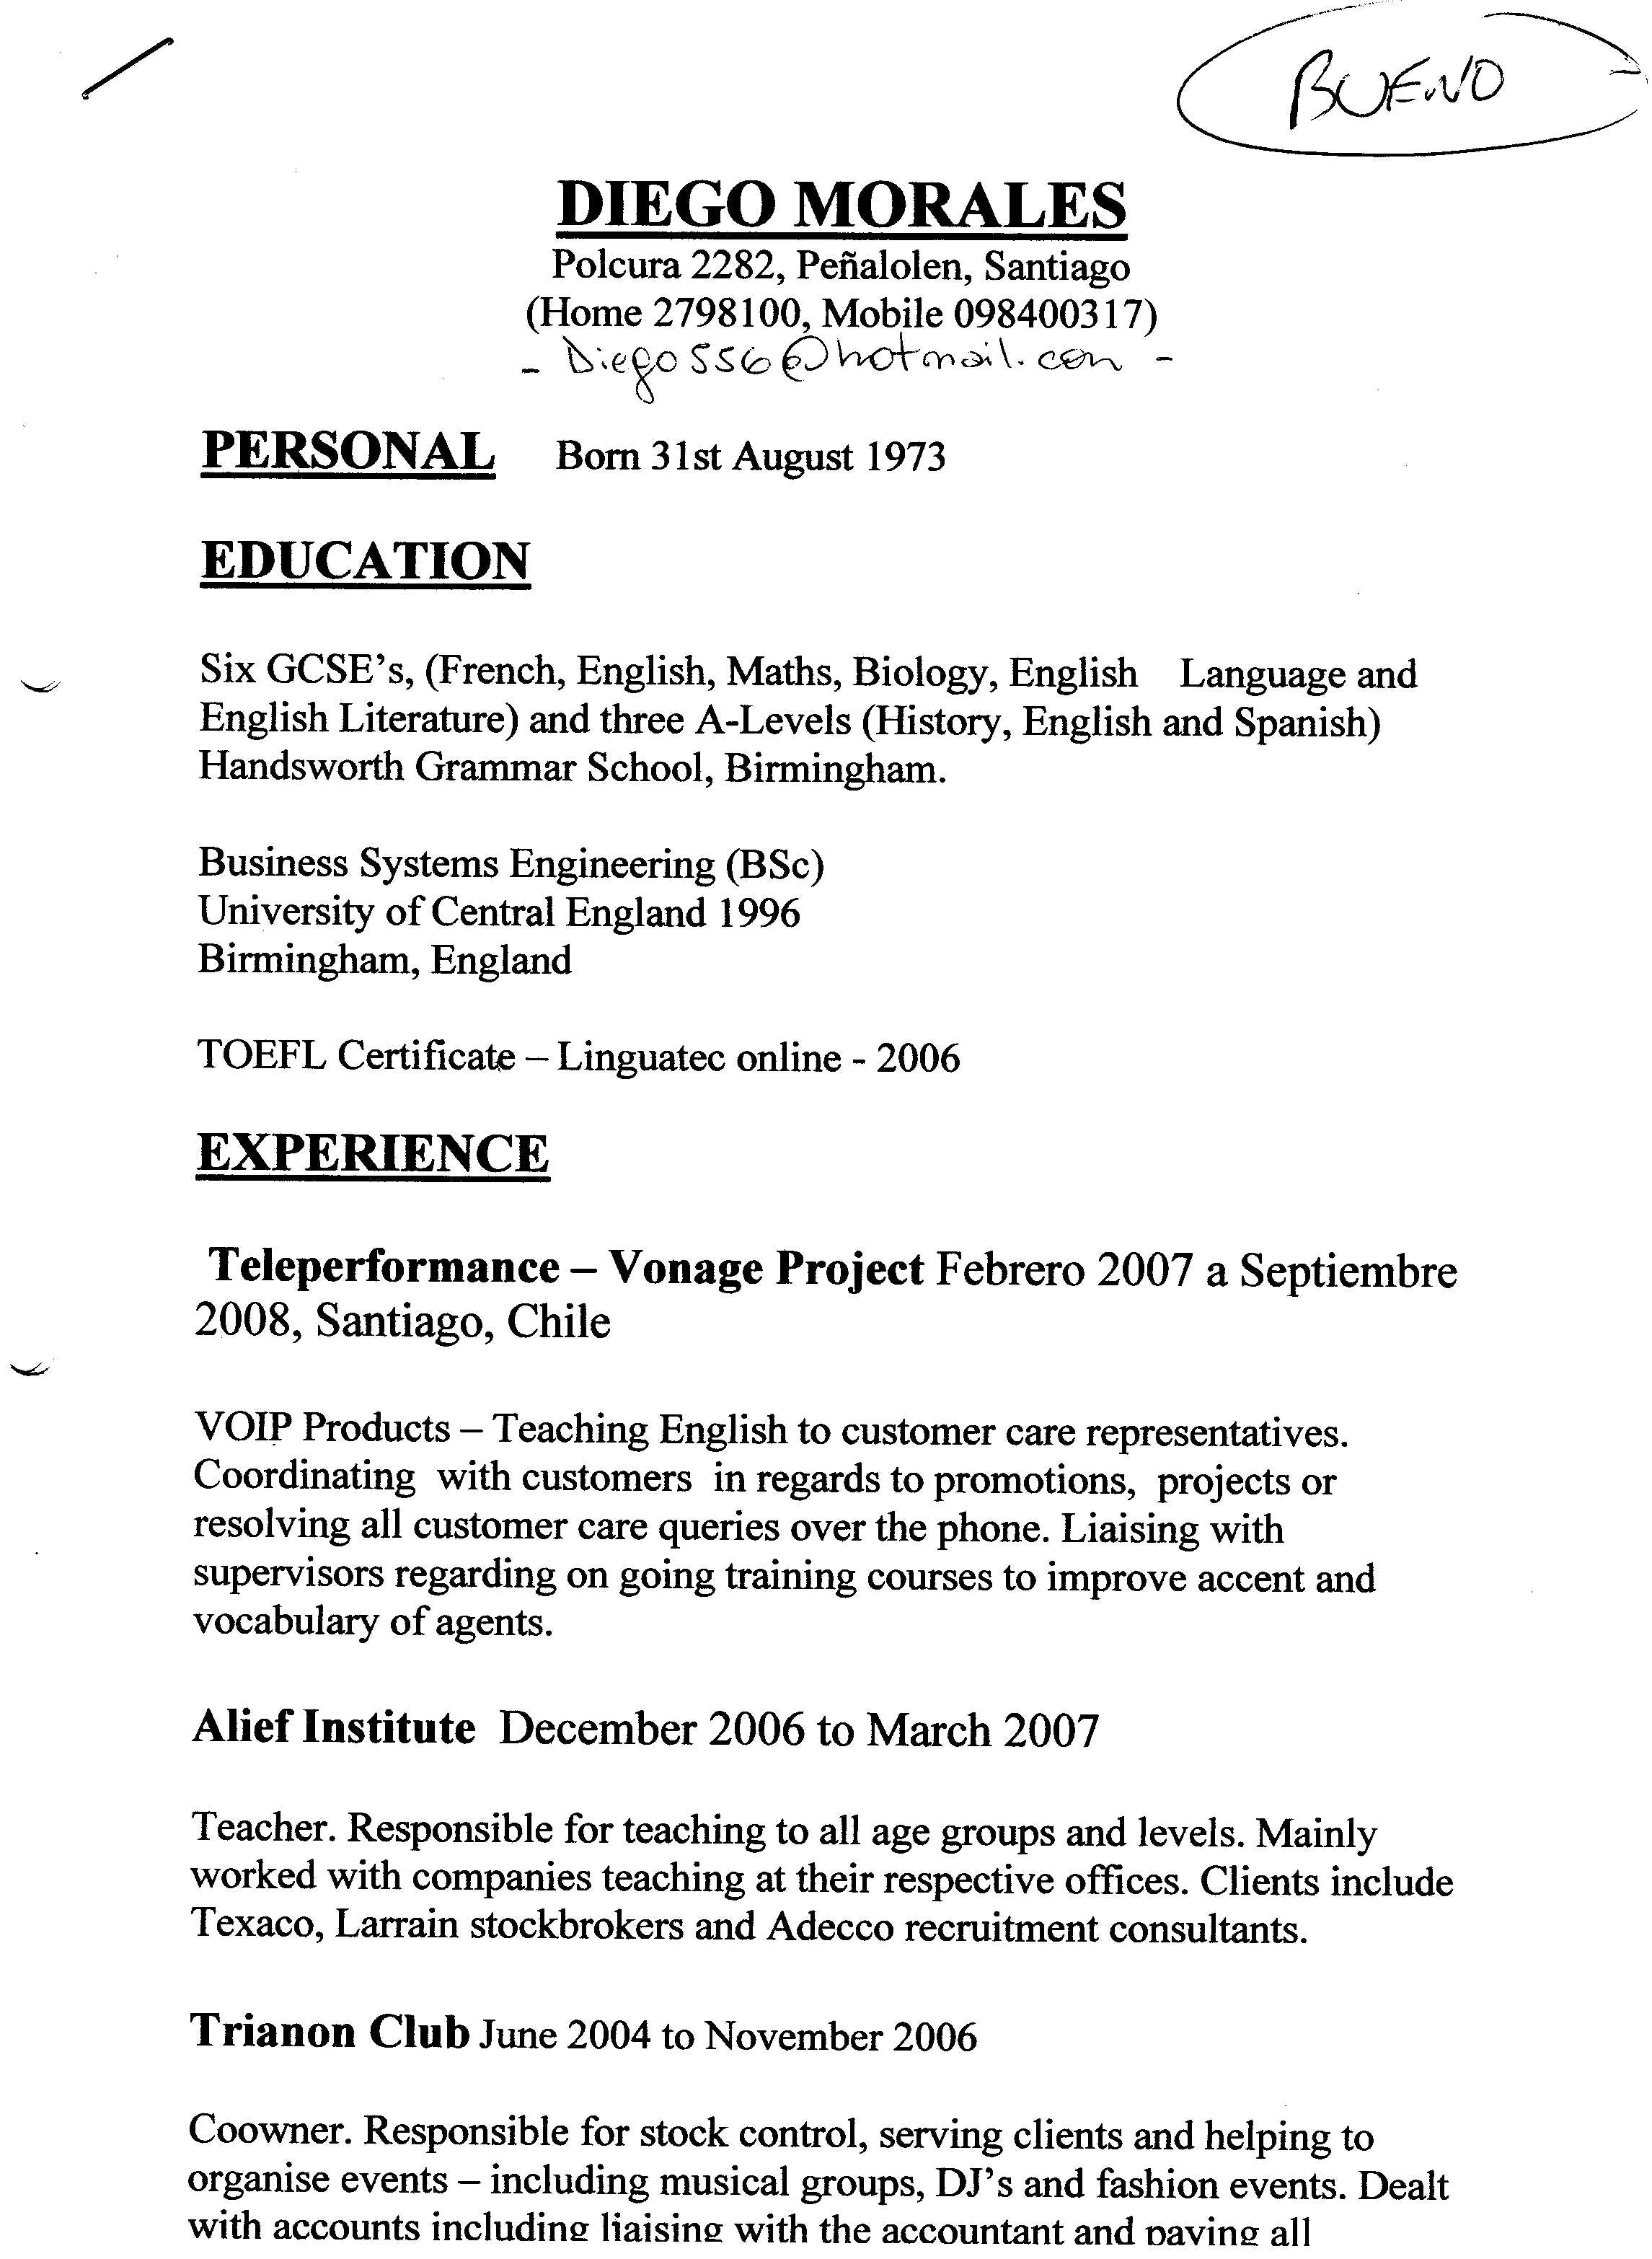 BUENO
DIEGO MORALES
Polcura 2282, Peñalolen, Santiago
(Home 2798100, Mobile 098400317)
- Diego556@hotmail.com -
PERSONAL Born 31st August 1973
EDUCATION
Six GCSE’s, (French, English, Maths, Biology, English Language and
English Literature) and three A-Levels (History, English and Spanish)
Handsworth Grammar School, Birmingham.
Business Systems Engineering (BSc)
University of Central England 1996
Birmingham, England
TOEFL Certificate – Linguatec online - 2006
EXPERIENCE
Teleperformance – Vonage Project Febrero 2007 a Septiembre
2008, Santiago, Chile
VOIP Products – Teaching English to customer care representatives.
Coordinating with customers in regards to promotions, projects or
resolving all customer care queries over the phone. Liaising with
supervisors regarding on going training courses to improve accent and
vocabulary of agents.
Alief Institute December 2006 to March 2007
Teacher. Responsible for teaching to all age groups and levels. Mainly
worked with companies teaching at their respective offices. Clients include
Texaco, Larrain stockbrokers and Adecco recruitment consultants.
Trianon Club June 2004 to November 2006
Coowner. Responsible for stock control, serving clients and helping to
organise events – including musical groups, DJ’s and fashion events. Dealt
with accounts including liaising with the accountant and paying all